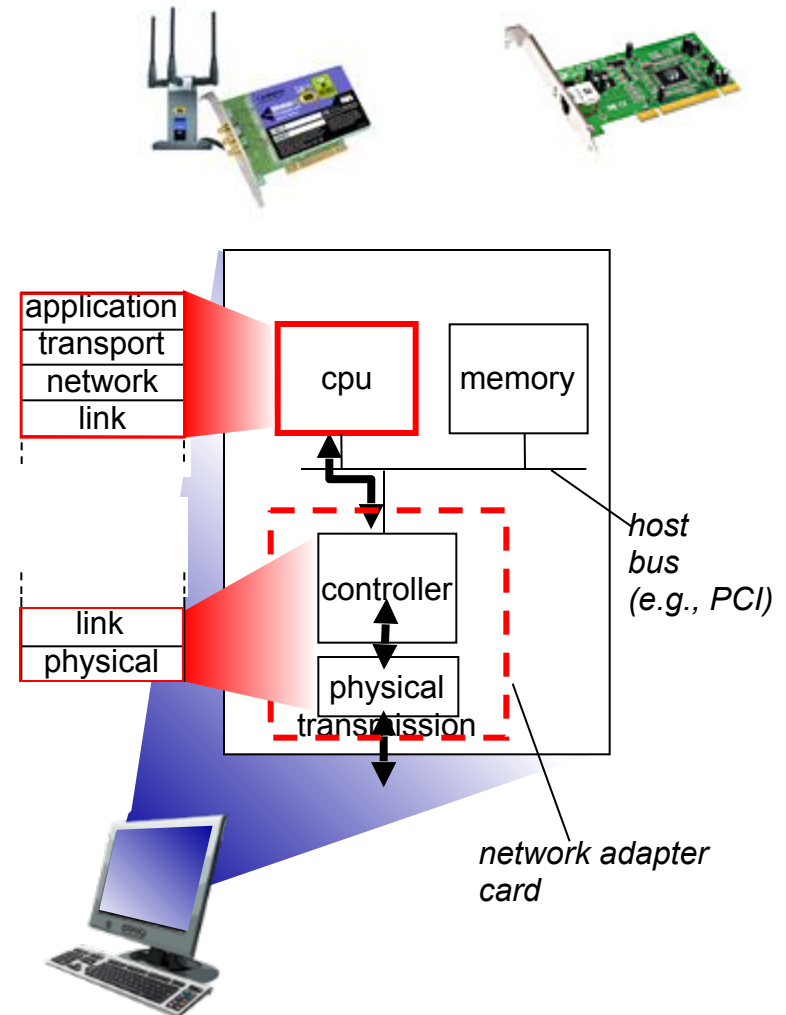 application
transport
network
link
cpu
memory
host
bus
(e.g., PCI)
controller
link
physical
physical
transmission
network adapter
card